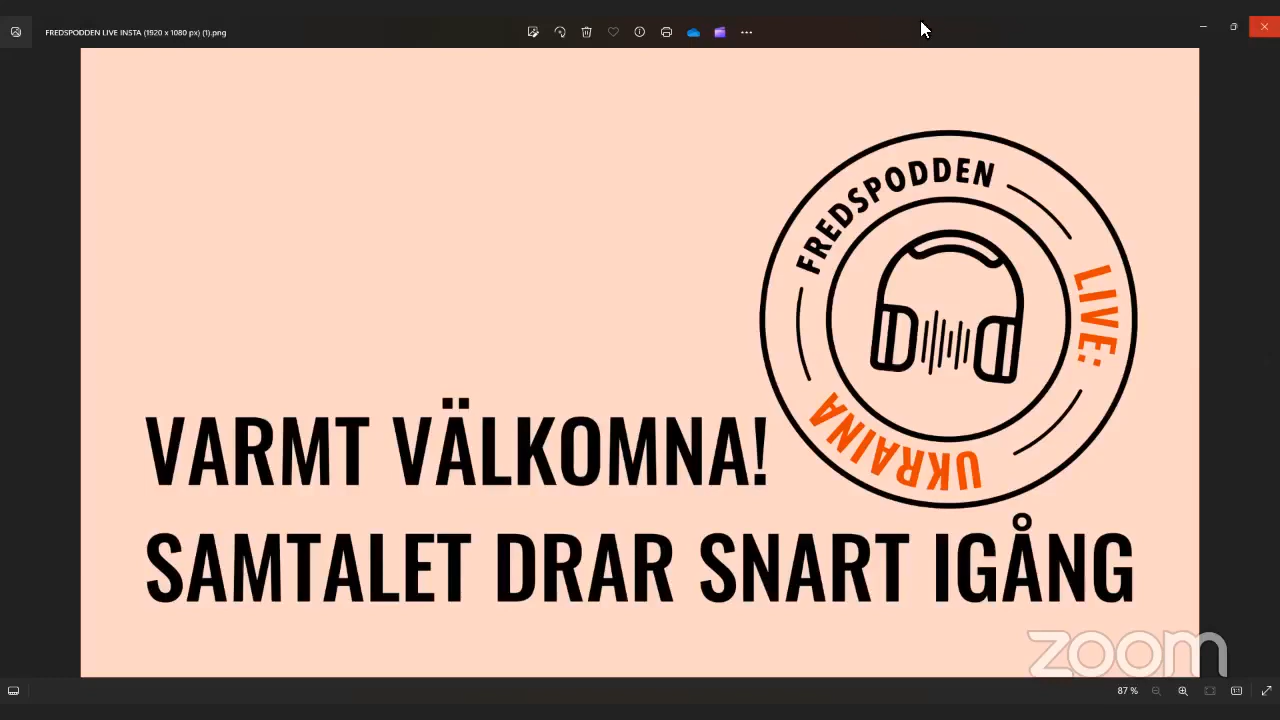 FREDSPODDEN LIVE INSTA (1920 x 1080 px) (1).png
FREDSPODDEN
LIVE:
UKRAINA
VARMT VÄLKOMNA!
SAMTALET DRAR SNART IGÅNG
zoom
87 %